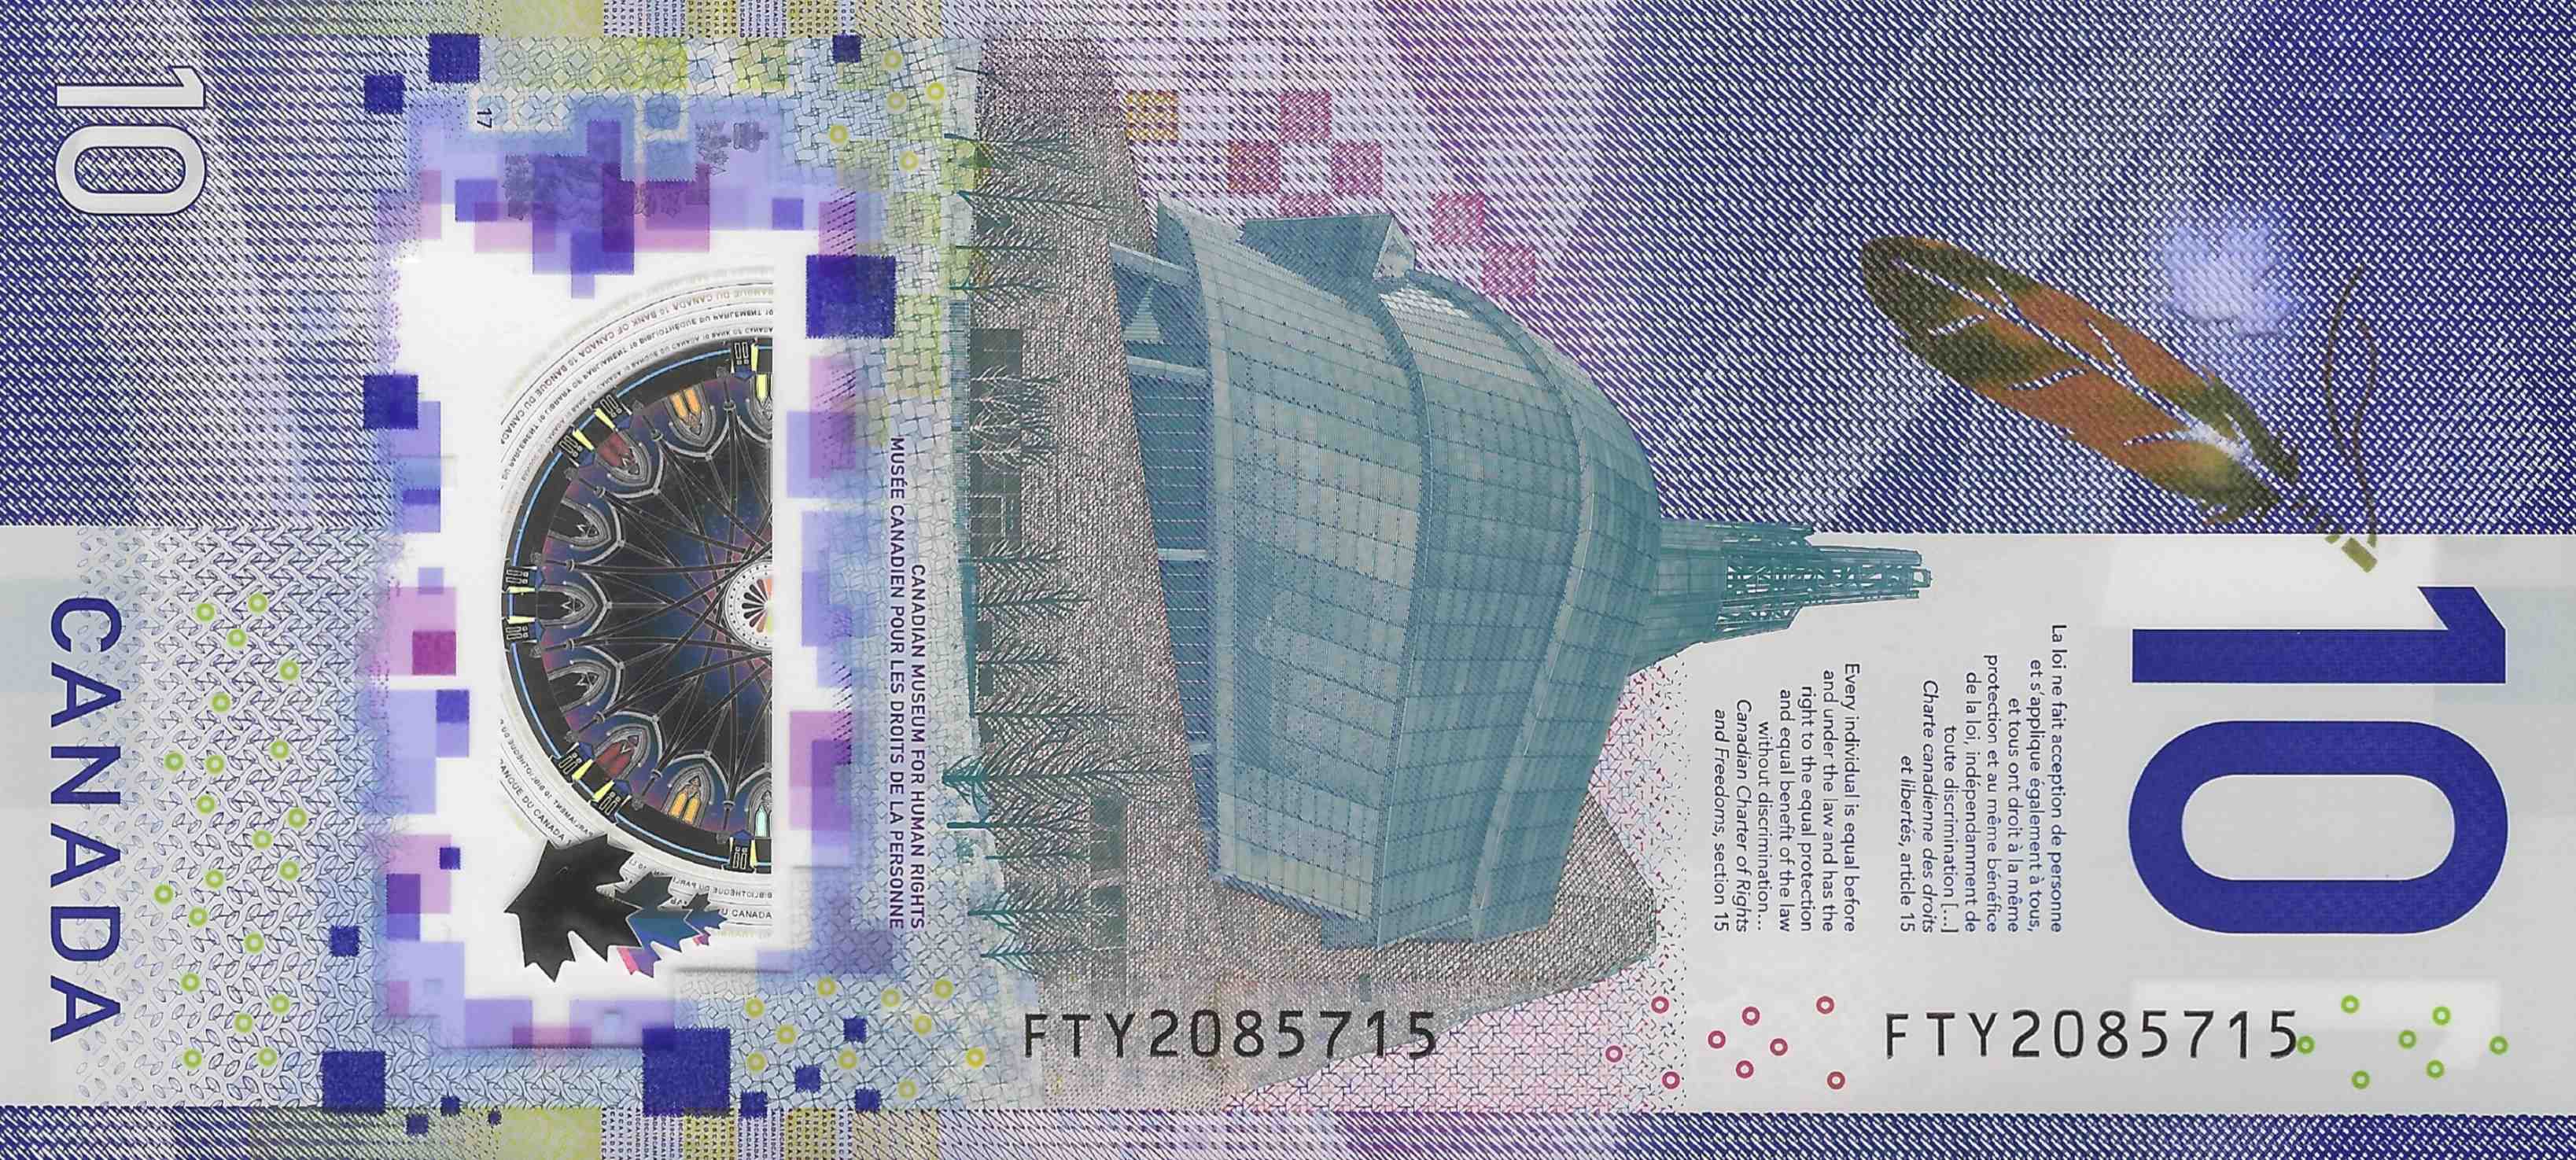 10
La loi ne fait acception de personne
et s'applique également à tous,
et tous ont droit à la même
protection et au même bénéfice
de la loi, indépendamment de
toute discrimination [...]
Charte canadienne des droits
et libertés, article 15
Every individual is equal before
and under the law and has the
right to the equal protection
and equal benefit of the law
without discrimination...
Canadian Charter of Rights
and Freedoms, section 15
CANADIAN MUSEUM FOR HUMAN RIGHTS
MUSÉE CANADIEN POUR LES DROITS DE LA PERSONNE
17
10
CANADA
FTY2085715
FTY2085715